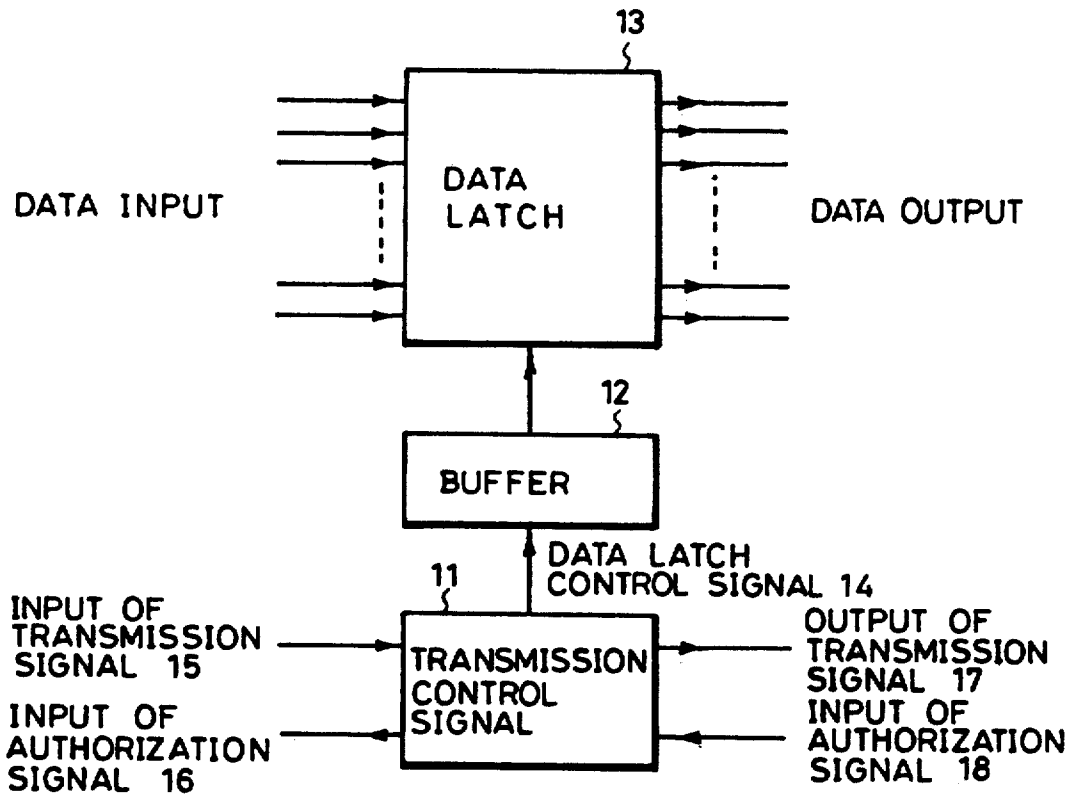 13
DATA INPUT
DATA
LATCH
DATA OUTPUT
12
BUFFER
DATA LATCH
CONTROL SIGNAL 14
11
INPUT OF
TRANSMISSION
SIGNAL 15
TRANSMISSION
CONTROL
SIGNAL
OUTPUT OF
TRANSMISSION
SIGNAL 17
INPUT OF
AUTHORIZATION
SIGNAL 16
INPUT OF
AUTHORIZATION
SIGNAL 18